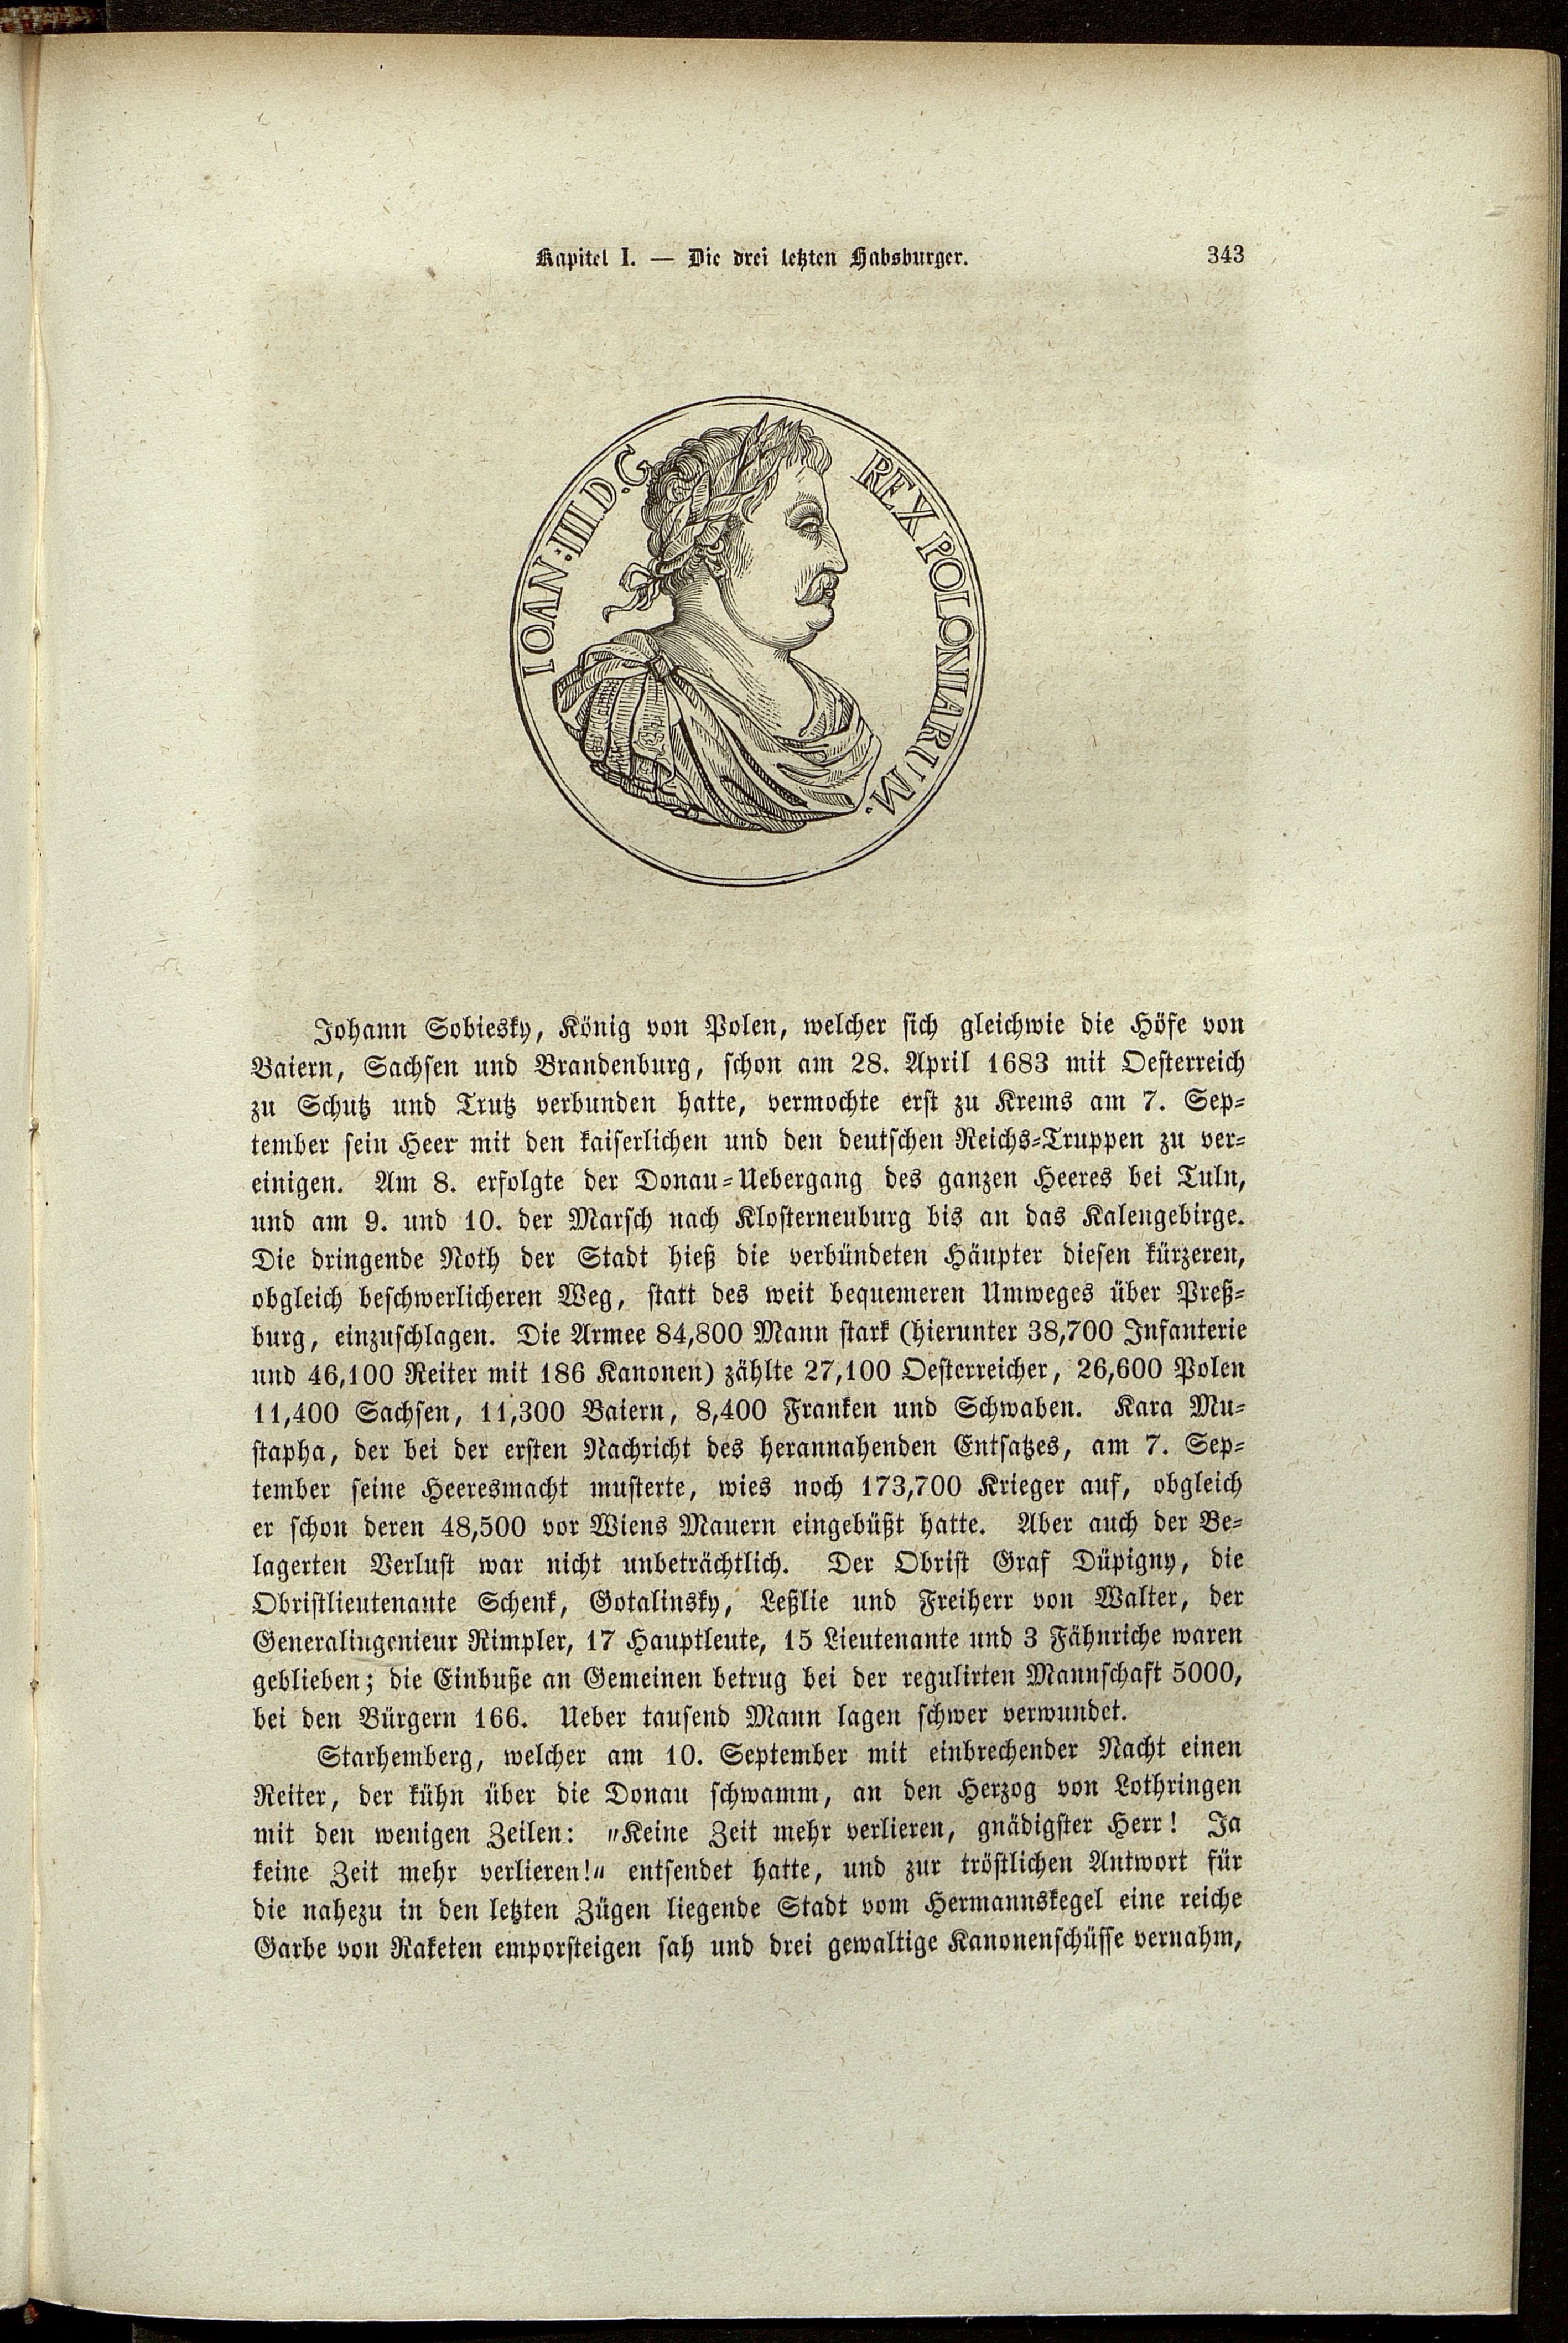 Kapitel I. — Die drei letzten Habsburger. 343
IOAN: III. D. G. REX POLONIARUM.
Johann Sobiesky, König von Polen, welcher sich gleichwie die Höfe von
Baiern, Sachsen und Brandenburg, schon am 28. April 1683 mit Oesterreich
zu Schutz und Trutz verbunden hatte, vermochte erst zu Krems am 7. Sep-
tember sein Heer mit den kaiserlichen und den deutschen Reichs-Truppen zu ver-
einigen. Am 8. erfolgte der Donau-Uebergang des ganzen Heeres bei Tuln,
und am 9. und 10. der Marsch nach Klosterneuburg bis an das Kalengebirge.
Die dringende Noth der Stadt hieß die verbündeten Häupter diesen kürzeren,
obgleich beschwerlicheren Weg, statt des weit bequemeren Umweges über Preß-
burg, einzuschlagen. Die Armee 84,800 Mann stark (hierunter 38,700 Infanterie
und 46,100 Reiter mit 186 Kanonen) zählte 27,100 Oesterreicher, 26,600 Polen
11,400 Sachsen, 11,300 Baiern, 8,400 Franken und Schwaben. Kara Mu-
stapha, der bei der ersten Nachricht des herannahenden Entsatzes, am 7. Sep-
tember seine Heeresmacht musterte, wies noch 173,700 Krieger auf, obgleich
er schon deren 48,500 vor Wiens Mauern eingebüßt hatte. Aber auch der Be-
lagerten Verlust war nicht unbeträchtlich. Der Obrist Graf Düpigny, die
Obristlieutenante Schenk, Gotalinsky, Leßlie und Freiherr von Walter, der
Generalingenieur Rimpler, 17 Hauptleute, 15 Lieutenante und 3 Fähnriche waren
geblieben; die Einbuße an Gemeinen betrug bei der regulirten Mannschaft 5000,
bei den Bürgern 166. Ueber tausend Mann lagen schwer verwundet.
Starhemberg, welcher am 10. September mit einbrechender Nacht einen
Reiter, der kühn über die Donau schwamm, an den Herzog von Lothringen
mit den wenigen Zeilen: „Keine Zeit mehr verlieren, gnädigster Herr! Ja
keine Zeit mehr verlieren!„ entsendet hatte, und zur tröstlichen Antwort für
die nahezu in den letzten Zügen liegende Stadt vom Hermannskegel eine reiche
Garbe von Raketen emporsteigen sah und drei gewaltige Kanonenschüsse vernahm,